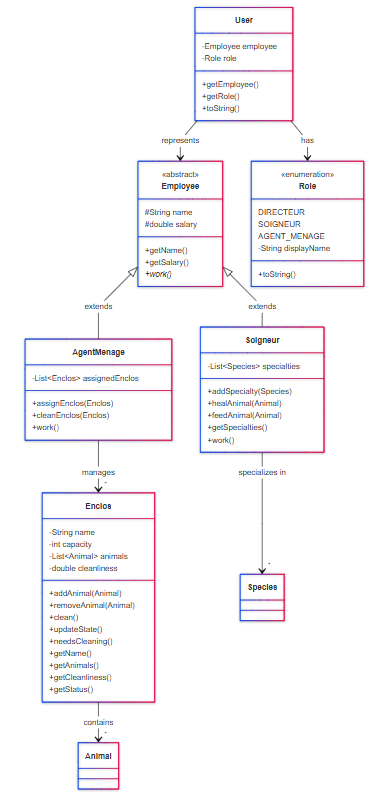 User
-Employee employee
-Role role
+getEmployee()
+getRole()
+toString()
represents
has
«abstract»
Employee
#String name
#double salary
+getName()
+getSalary()
+work()
«enumeration»
Role
DIRECTEUR
SOIGNEUR
AGENT_MENAGE
-String displayName
+toString()
extends
extends
AgentMenage
-List<Enclos> assignedEnclos
+assignEnclos(Enclos)
+cleanEnclos(Enclos)
+work()
Soigneur
-List<Species> specialties
+addSpecialty(Species)
+healAnimal(Animal)
+feedAnimal(Animal)
+getSpecialties()
+work()
manages
*
specializes in
*
Enclos
-String name
-int capacity
-List<Animal> animals
-double cleanliness
+addAnimal(Animal)
+removeAnimal(Animal)
+clean()
+updateState()
+needsCleaning()
+getName()
+getAnimals()
+getCleanliness()
+getStatus()
Species
contains
*
Animal